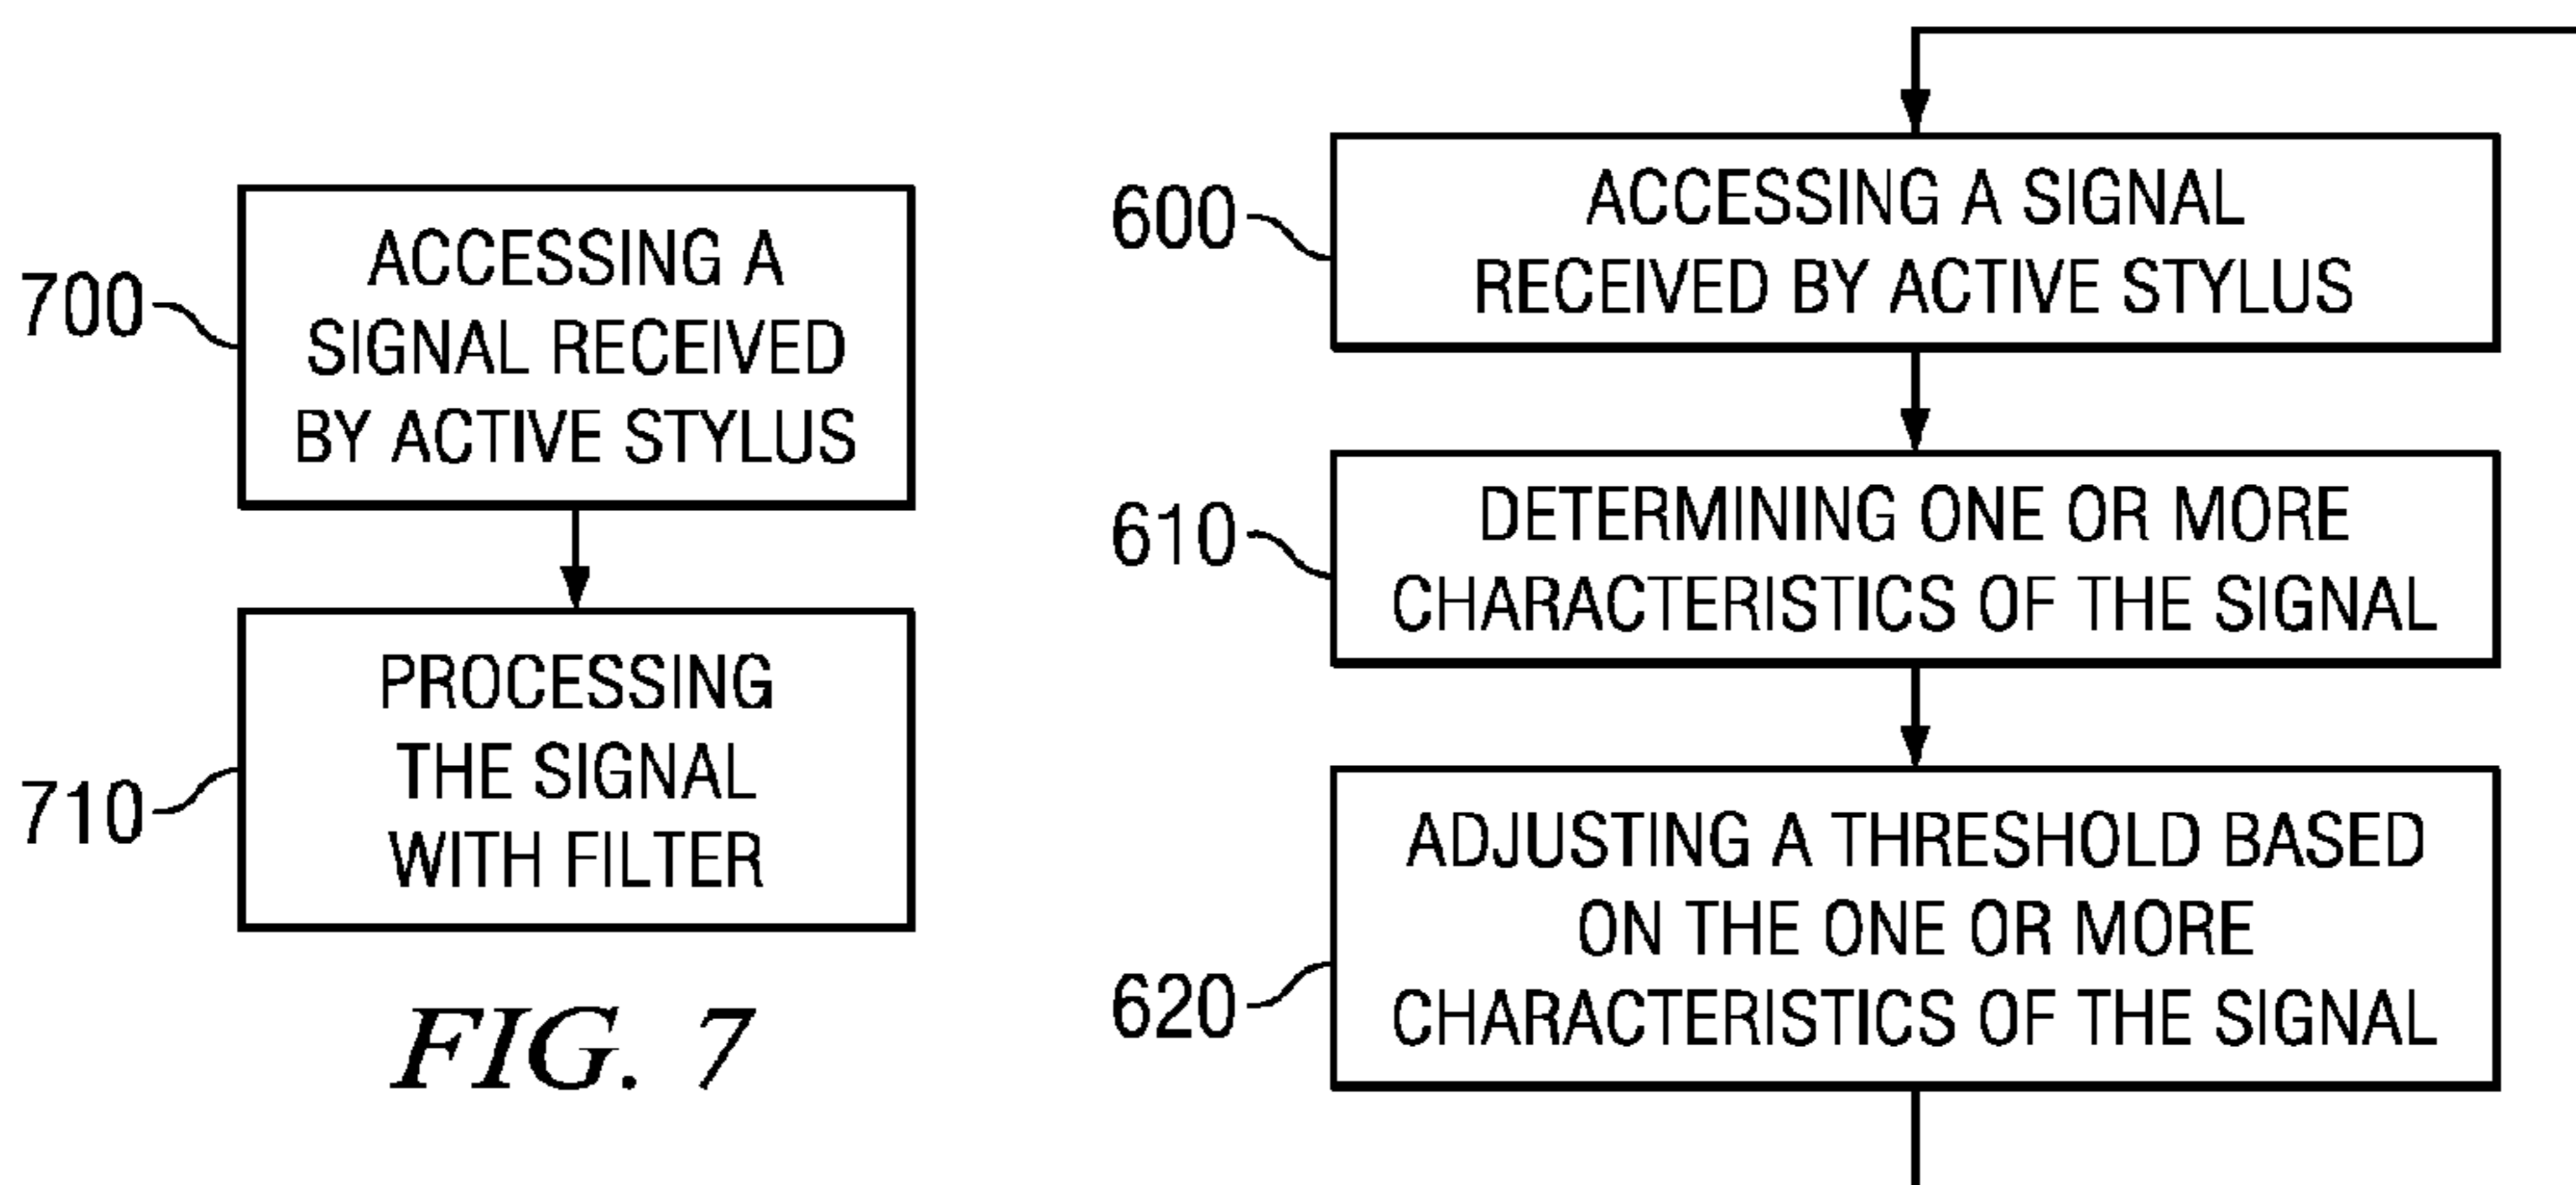 700
ACCESSING A
SIGNAL RECEIVED
BY ACTIVE STYLUS
710
PROCESSING
THE SIGNAL
WITH FILTER
FIG. 7
600
ACCESSING A SIGNAL
RECEIVED BY ACTIVE STYLUS
610
DETERMINING ONE OR MORE
CHARACTERISTICS OF THE SIGNAL
620
ADJUSTING A THRESHOLD BASED
ON THE ONE OR MORE
CHARACTERISTICS OF THE SIGNAL